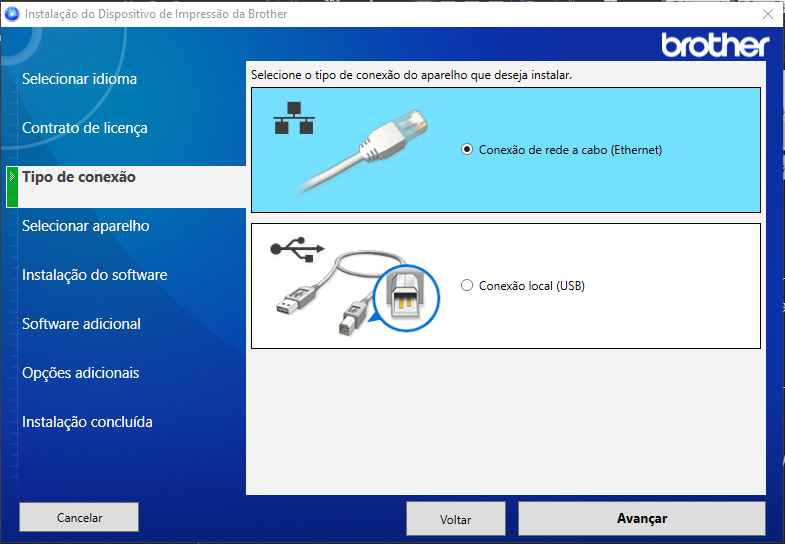 Instalação do Dispositivo de Impressão da Brother
brother
Selecionar idioma
Contrato de licença
Tipo de conexão
Selecionar aparelho
Instalação do software
Software adicional
Opções adicionais
Instalação concluída
Selecione o tipo de conexão do aparelho que deseja instalar.
Conexão de rede a cabo (Ethernet)
Conexão local (USB)
Cancelar
Voltar
Avançar